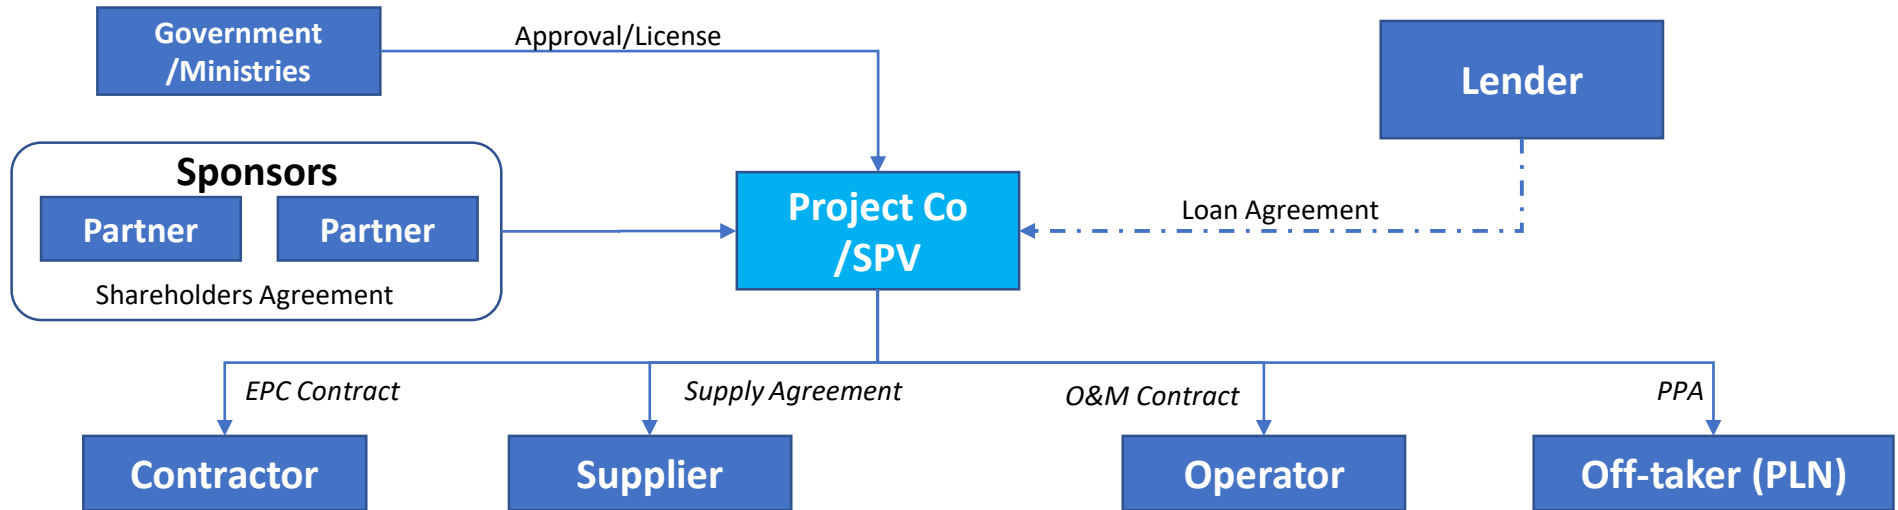 Government
/Ministries
Approval/License
Lender
Sponsors
Partner
Partner
Shareholders Agreement
Project Co
/SPV
Loan Agreement
EPC Contract
Supply Agreement
O&M Contract
PPA
Contractor
Supplier
Operator
Off-taker (PLN)